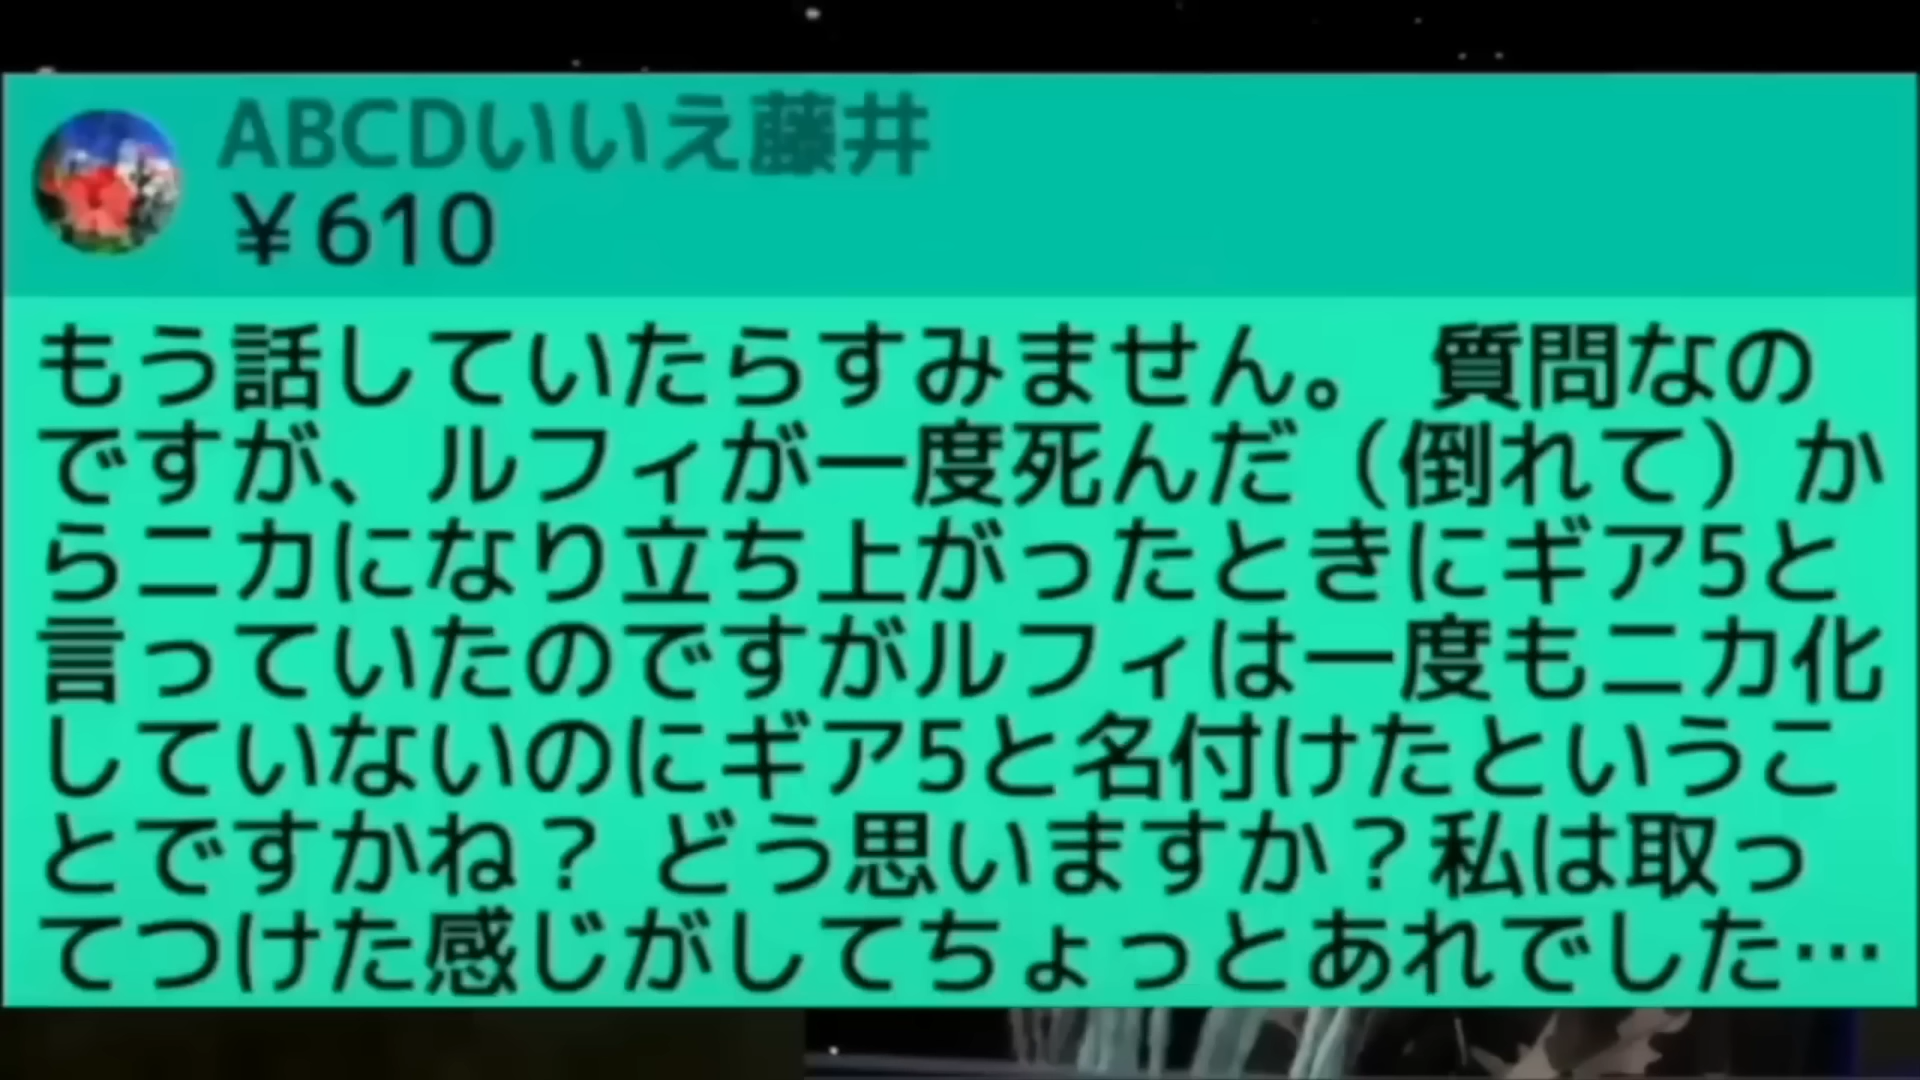 ABCDいいえ藤井
￥610
もう話していたらすみません。 質問なの
ですが、ルフィが一度死んだ（倒れて）か
らニカになり立ち上がったときにギア5と
言っていたのですがルフィは一度もニカ化
していないのにギア5と名付けたというこ
とですかね？ どう思いますか？私は取っ
てつけた感じがしてちょっとあれでした…